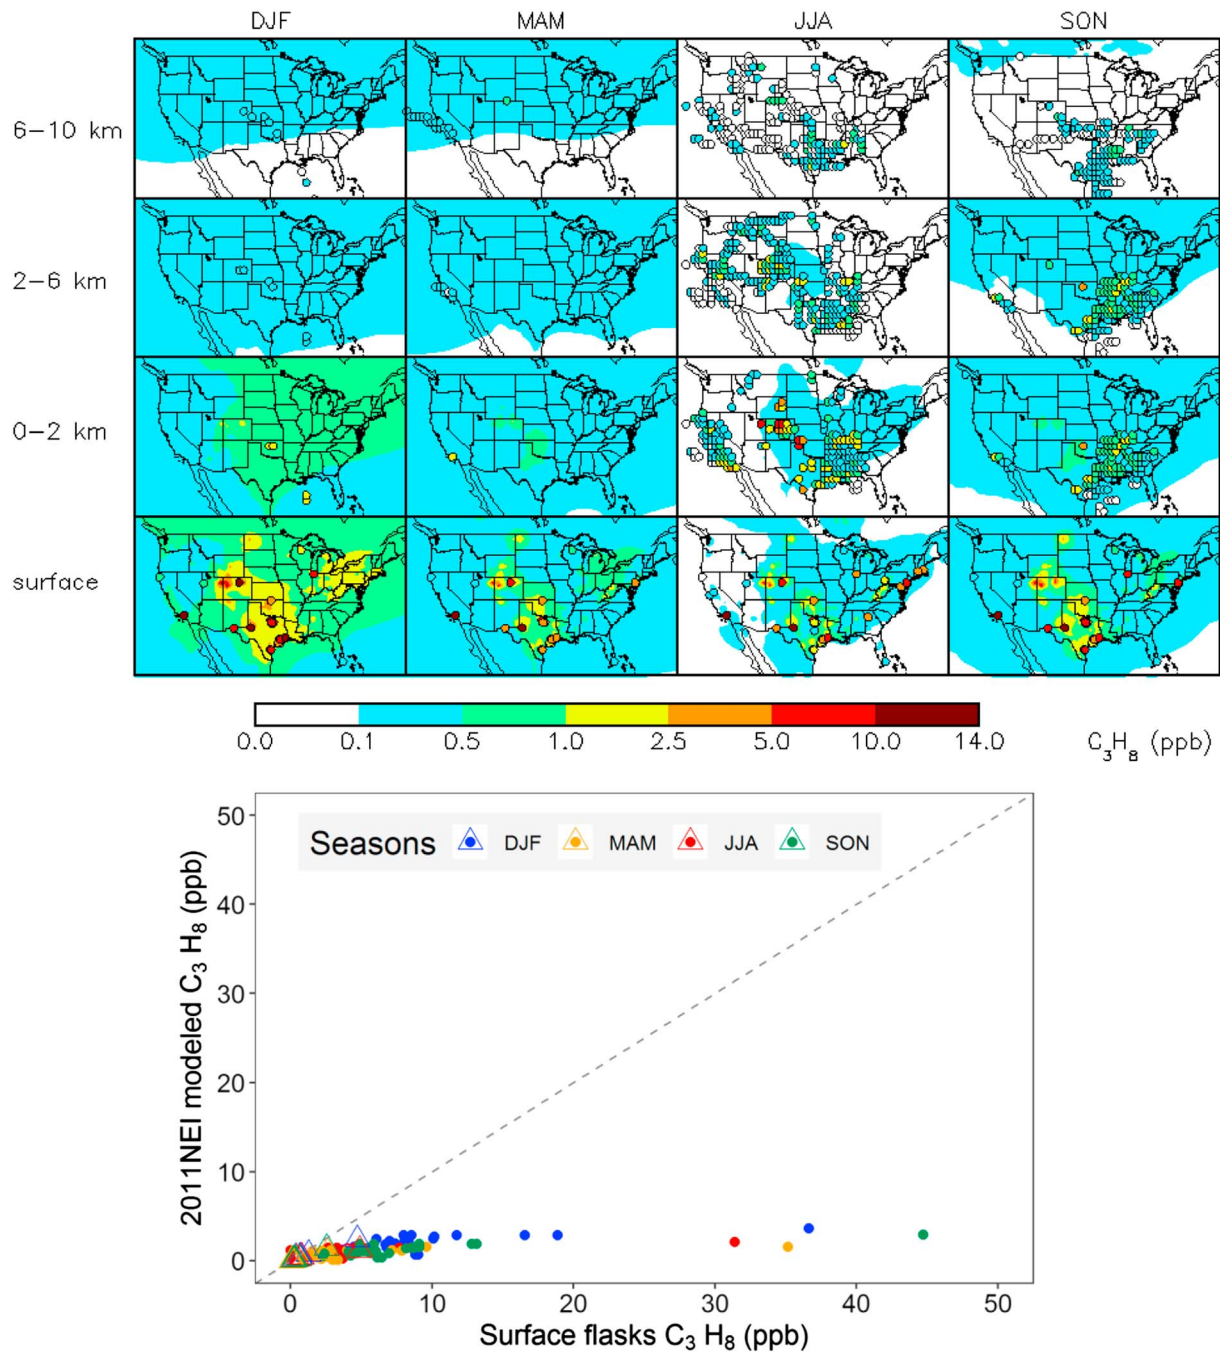 DJF MAM JJA SON
6–10 km
2–6 km
0–2 km
surface
0.0 0.1 0.5 1.0 2.5 5.0 10.0 14.0 C₃H₈ (ppb)
Seasons DJF MAM JJA SON
50
40
30
20
10
0
2011NEI modeled C₃ H₈ (ppb)
0 10 20 30 40 50
Surface flasks C₃ H₈ (ppb)